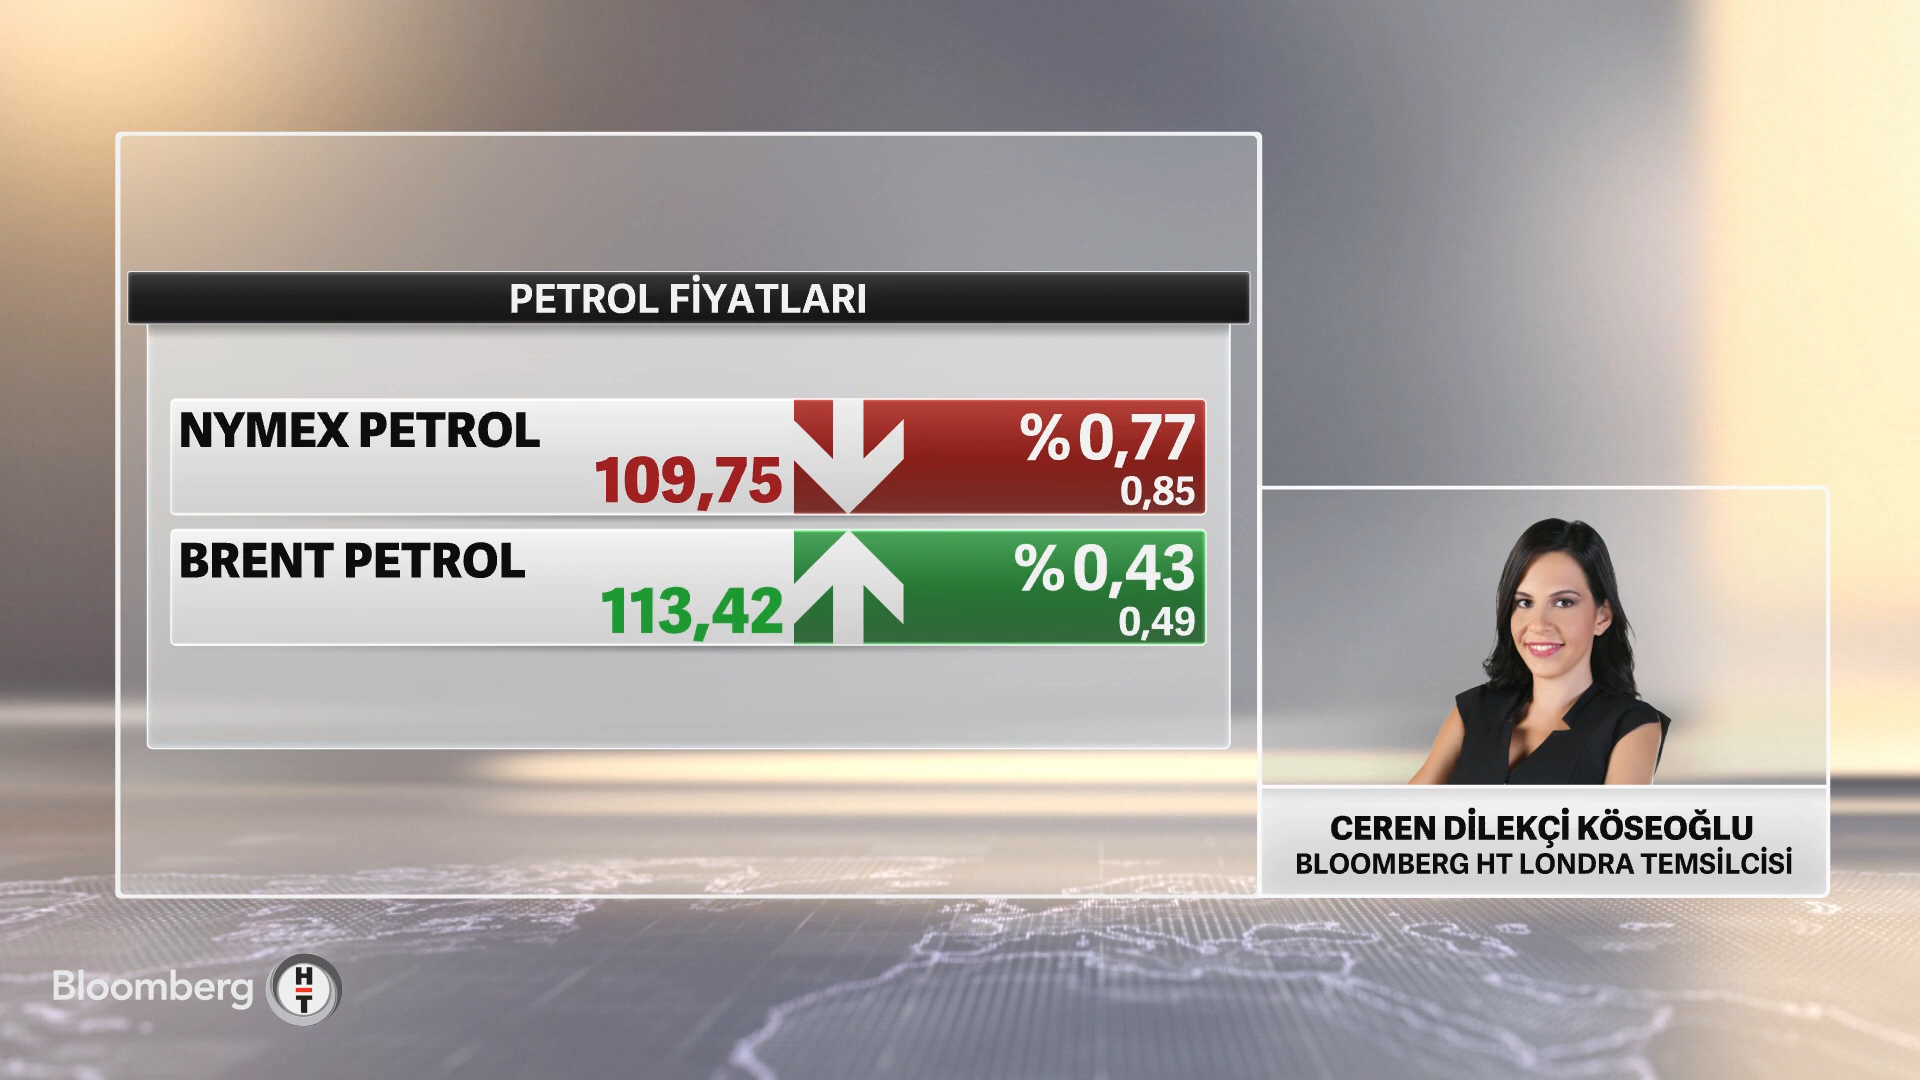 PETROL FİYATLARI
NYMEX PETROL
109,75
%0,77
0,85
BRENT PETROL
113,42
%0,43
0,49
CEREN DİLEKÇİ KÖSEOĞLU
BLOOMBERG HT LONDRA TEMSİLCİSİ
Bloomberg HT